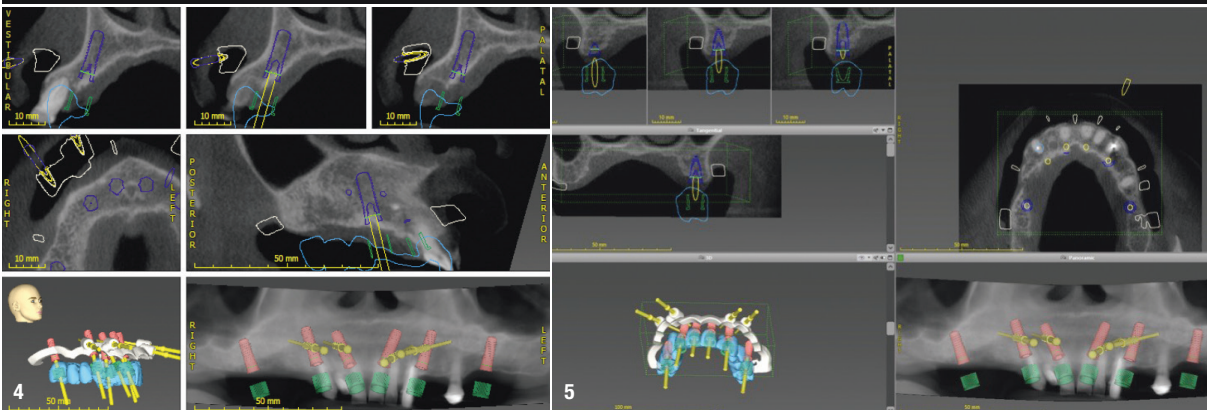 VESTIBULAR
10 mm
10 mm
PALATAL
10 mm
RIGHT
LEFT
10 mm
POSTERIOR
ANTERIOR
50 mm
4
50 mm
RIGHT
LEFT
50 mm
10 mm
10 mm
PALATAL
10 mm
Tangential
50 mm
RIGHT
50 mm
3D
5
100 mm
Panoramic
50 mm